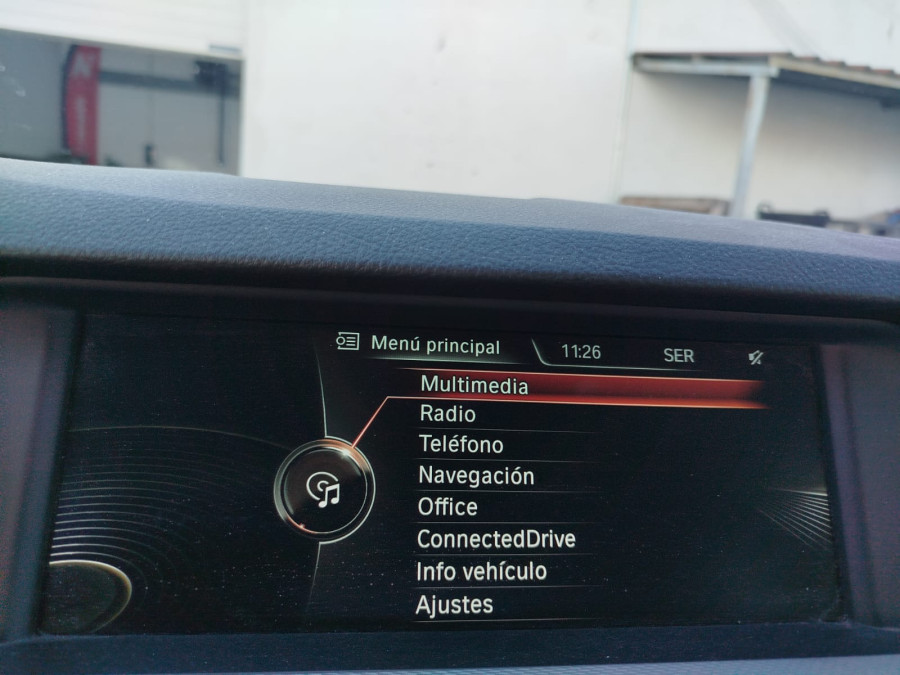 Menú principal 11:26 SER
Multimedia
Radio
Teléfono
Navegación
Office
ConnectedDrive
Info vehículo
Ajustes